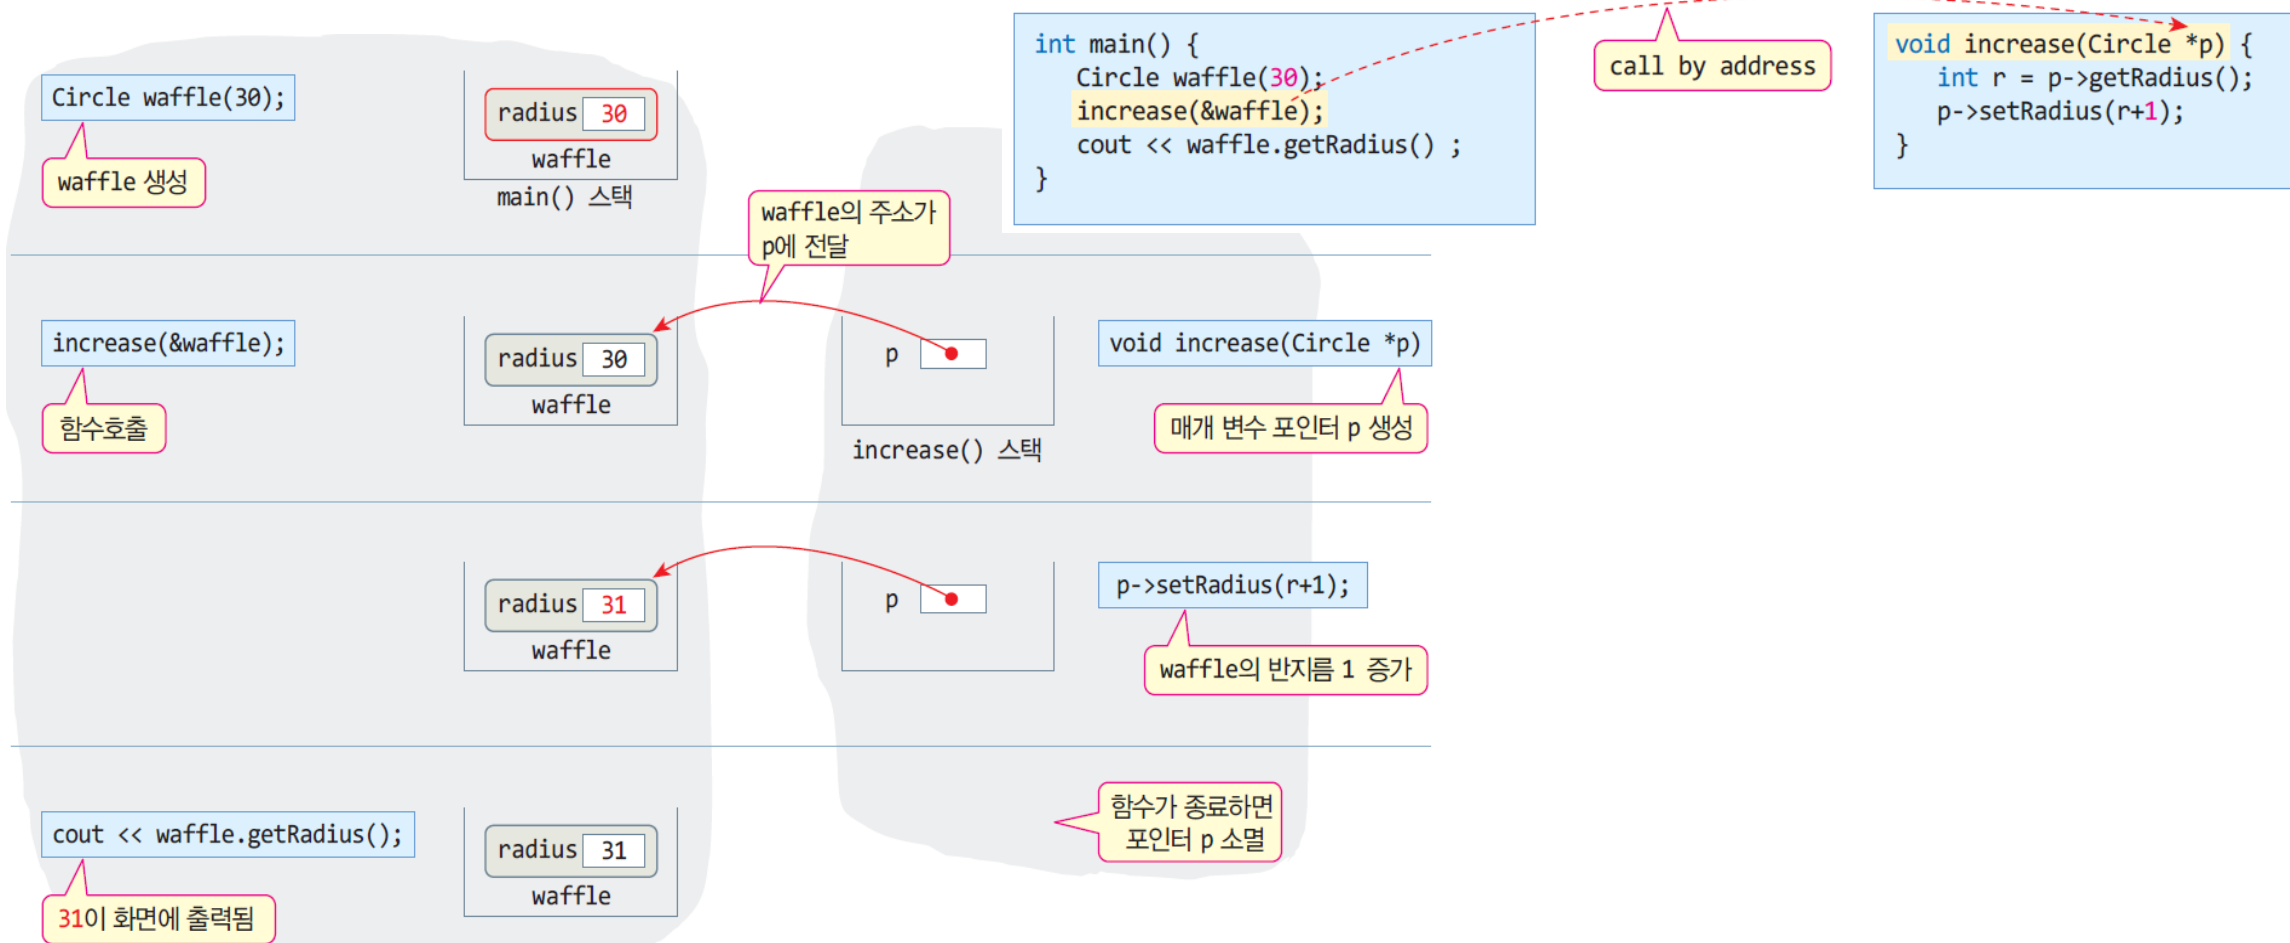 int main() {
Circle waffle(30);
increase(&waffle);
cout << waffle.getRadius() ;
}
call by address
void increase(Circle *p) {
int r = p->getRadius();
p->setRadius(r+1);
}
Circle waffle(30);
waffle 생성
radius 30
waffle
main() 스택
waffle의 주소가
p에 전달
increase(&waffle);
함수호출
radius 30
waffle
p
increase() 스택
void increase(Circle *p)
매개 변수 포인터 p 생성
radius 31
waffle
p
p->setRadius(r+1);
waffle의 반지름 1 증가
cout << waffle.getRadius();
31이 화면에 출력됨
radius 31
waffle
함수가 종료하면
포인터 p 소멸